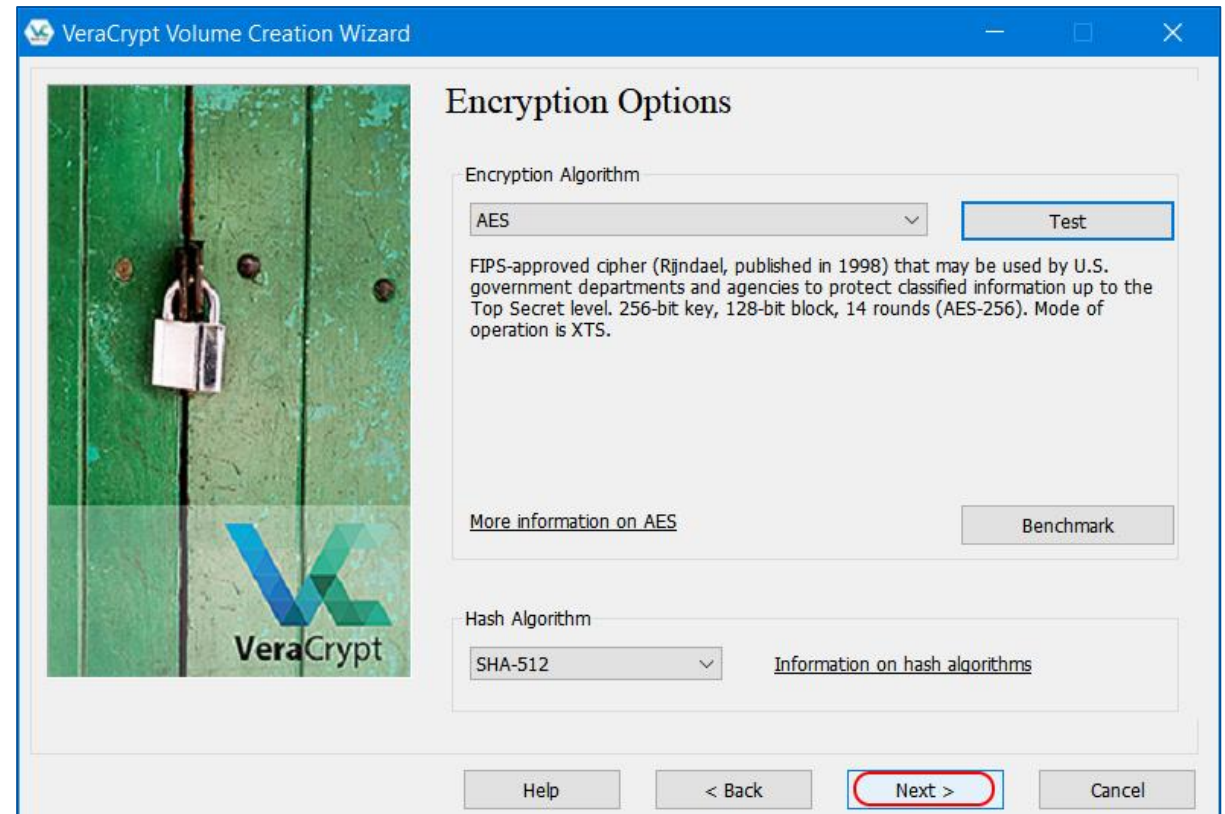 VeraCrypt Volume Creation Wizard
Encryption Options
Encryption Algorithm
AES
Test
FIPS-approved cipher (Rijndael, published in 1998) that may be used by U.S.
government departments and agencies to protect classified information up to the
Top Secret level. 256-bit key, 128-bit block, 14 rounds (AES-256). Mode of
operation is XTS.
More information on AES
Benchmark
VeraCrypt
Hash Algorithm
SHA-512
Information on hash algorithms
Help
< Back
Next >
Cancel